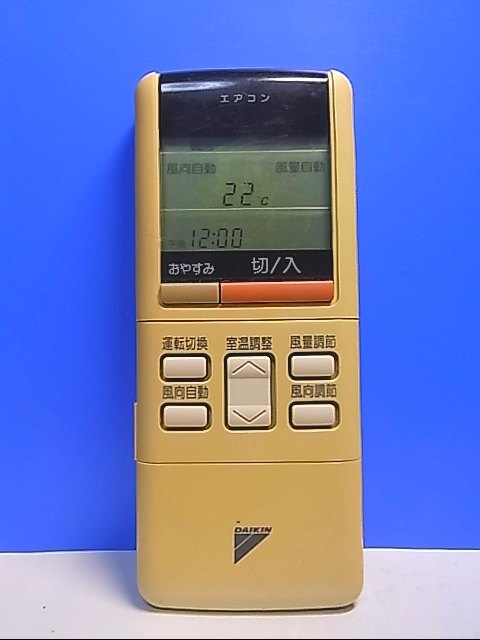 エアコン
風向自動 風量自動
22c
午後 12:00
おやすみ 切/入
運転切換 室温調整 風量調節
風向自動 風向調節
DAIKIN